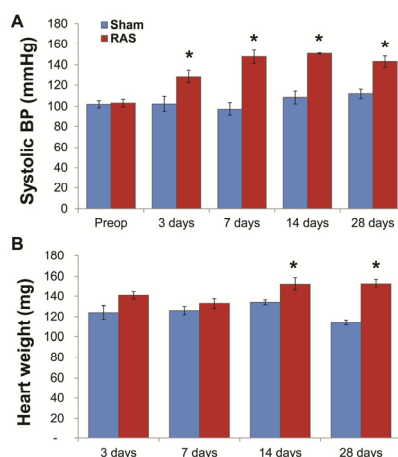 A
Sham
RAS
Systolic BP (mmHg)
180
160
140
120
100
80
60
40
20
0
* * * *
Preop 3 days 7 days 14 days 28 days
B
Heart weight (mg)
180
160
140
120
100
80
60
40
20
-
* *
3 days 7 days 14 days 28 days